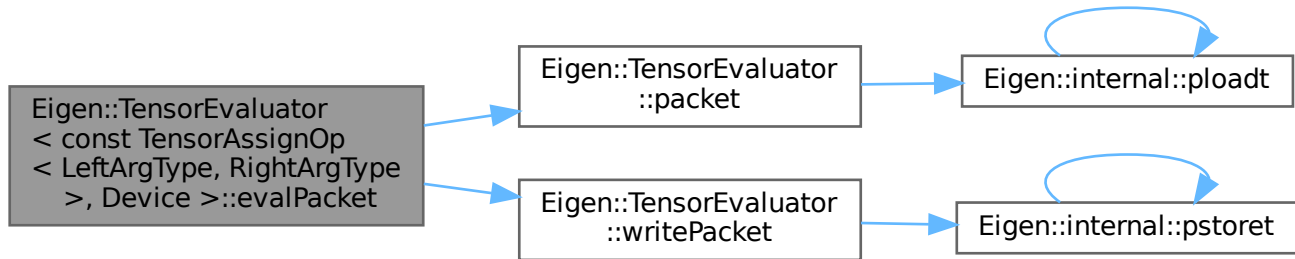 Eigen::TensorEvaluator
< const TensorAssignOp
< LeftArgType, RightArgType
>, Device >::evalPacket
Eigen::TensorEvaluator
::packet
Eigen::internal::ploadt
Eigen::TensorEvaluator
::writePacket
Eigen::internal::pstoret